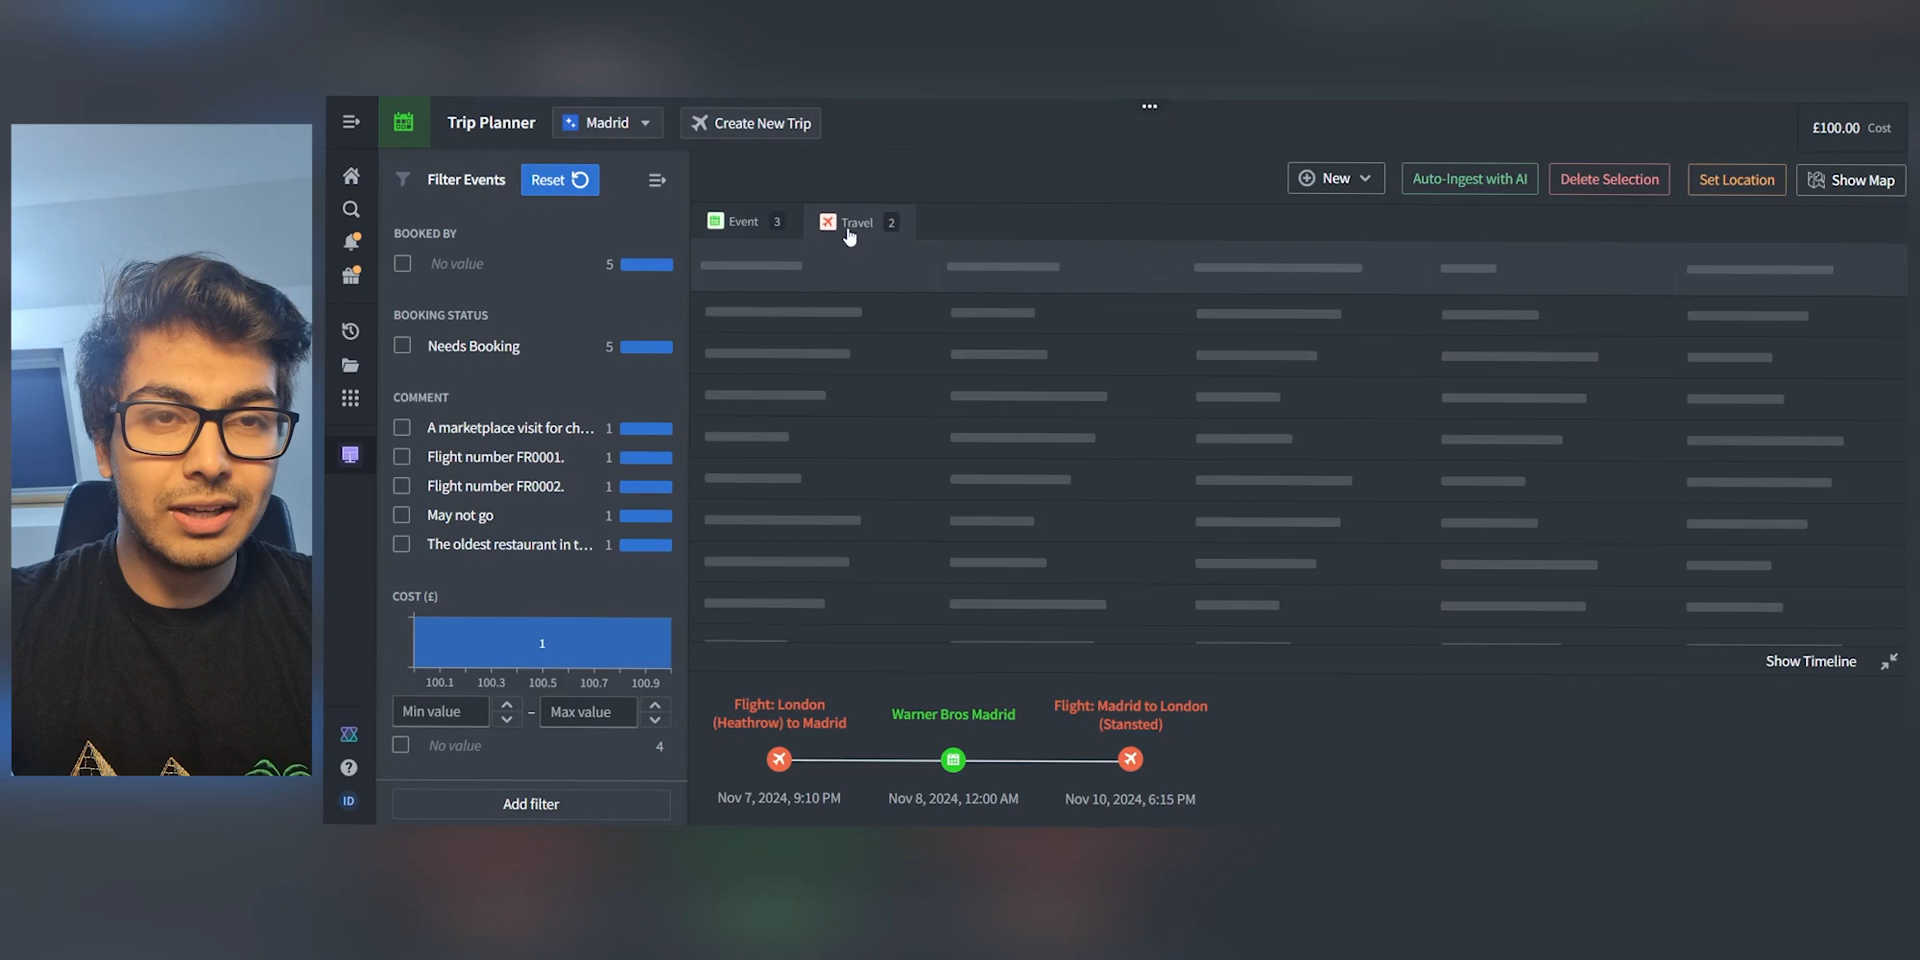 Trip Planner
Madrid
Create New Trip
£100.00 Cost
Filter Events
Reset
New
Auto-Ingest with AI
Delete Selection
Set Location
Show Map
Event 3
Travel 2
BOOKED BY
No value 5
BOOKING STATUS
Needs Booking 5
COMMENT
A marketplace visit for ch... 1
Flight number FR0001. 1
Flight number FR0002. 1
May not go 1
The oldest restaurant in t... 1
COST (£)
1
100.1 100.3 100.5 100.7 100.9
Min value – Max value
No value 4
Add filter
Show Timeline
Flight: London
(Heathrow) to Madrid
Warner Bros Madrid
Flight: Madrid to London
(Stansted)
Nov 7, 2024, 9:10 PM
Nov 8, 2024, 12:00 AM
Nov 10, 2024, 6:15 PM
?
ID